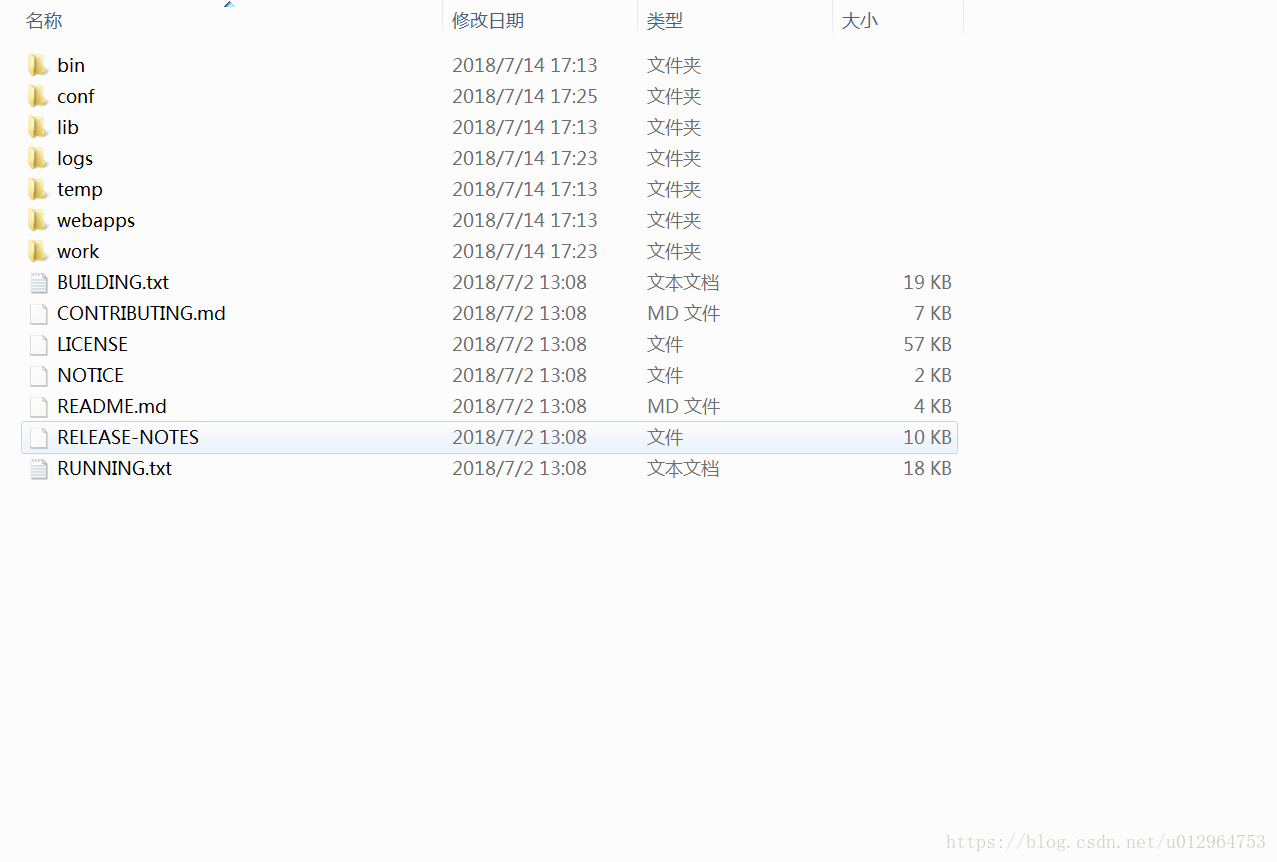 名称 修改日期 类型 大小
bin 2018/7/14 17:13 文件夹
conf 2018/7/14 17:25 文件夹
lib 2018/7/14 17:13 文件夹
logs 2018/7/14 17:23 文件夹
temp 2018/7/14 17:13 文件夹
webapps 2018/7/14 17:13 文件夹
work 2018/7/14 17:23 文件夹
BUILDING.txt 2018/7/2 13:08 文本文档 19 KB
CONTRIBUTING.md 2018/7/2 13:08 MD 文件 7 KB
LICENSE 2018/7/2 13:08 文件 57 KB
NOTICE 2018/7/2 13:08 文件 2 KB
README.md 2018/7/2 13:08 MD 文件 4 KB
RELEASE-NOTES 2018/7/2 13:08 文件 10 KB
RUNNING.txt 2018/7/2 13:08 文本文档 18 KB
https://blog.csdn.net/u012964753